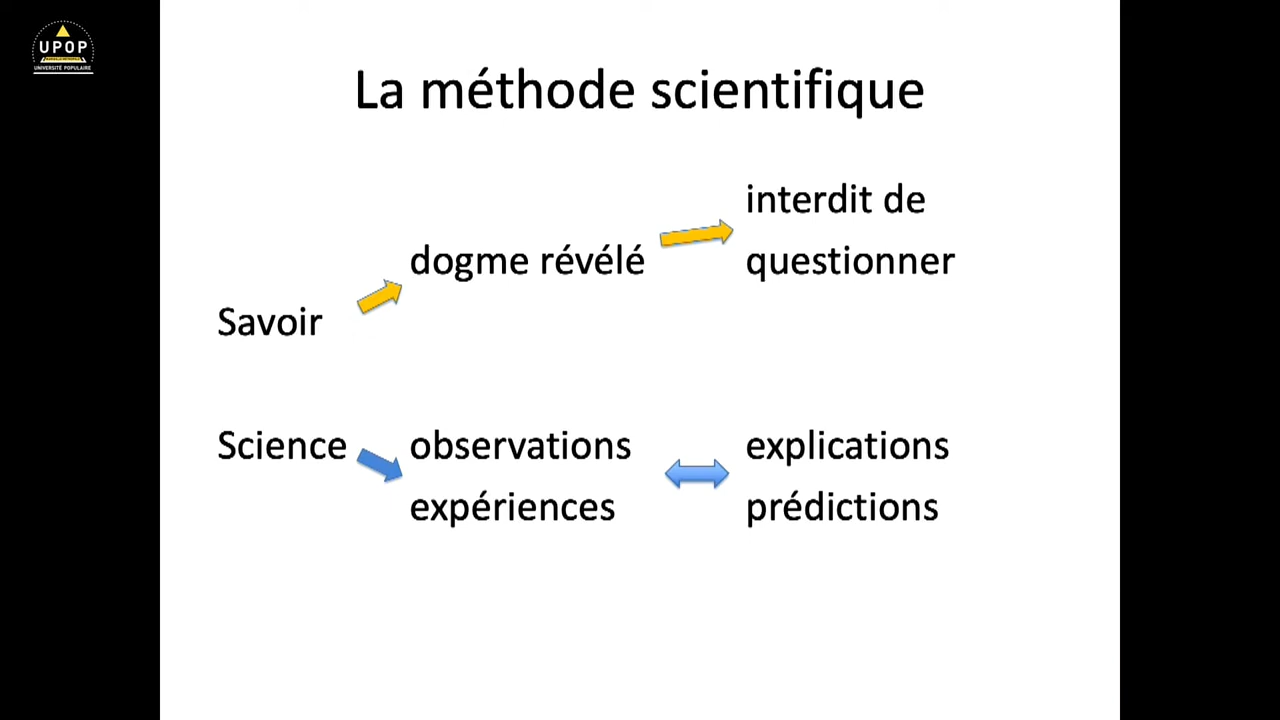 UPOP
UNIVERSITÉ POPULAIRE
La méthode scientifique
interdit de
dogme révélé
questionner
Savoir
Science
observations
explications
expériences
prédictions